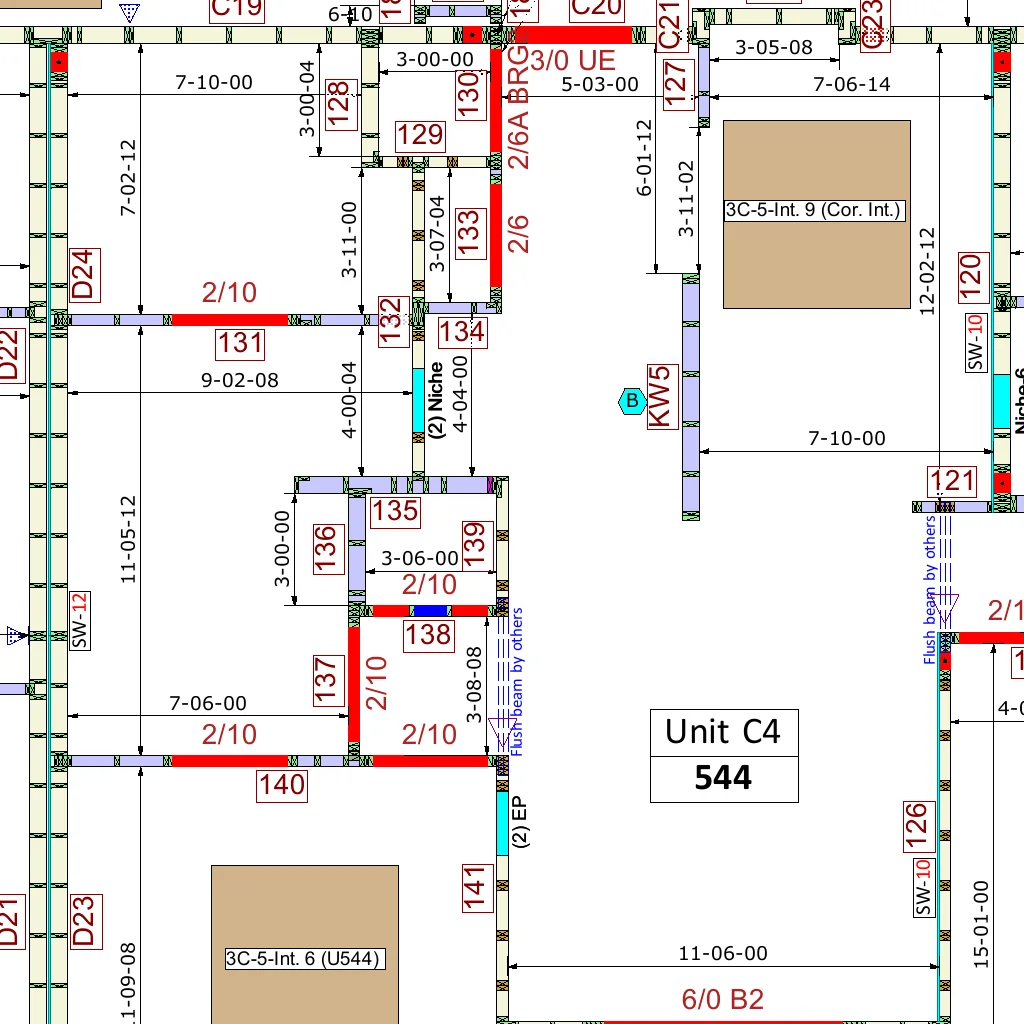 C19
6-10
C20
C21
C23
3-05-08
3/0 UE
3-00-00
7-10-00
5-03-00
7-06-14
3-00-04
128
130
127
2/6A BRG
129
7-02-12
6-01-12
3-11-02
3C-5-Int. 9 (Cor. Int.)
3-11-00
3-07-04
133
2/6
12-02-12
D24
120
2/10
132
134
SW-10
D22
131
9-02-08
4-00-04
(2) Niche
4-04-00
B
KW5
Niche-6
7-10-00
121
135
11-05-12
3-00-00
136
139
3-06-00
2/10
Flush beam by others
SW-12
138
137
2/10
3-08-08
Flush beam by others
7-06-00
2/10
2/10
Unit C4
544
140
(2) EP
126
141
SW-10
D21
D23
3C-5-Int. 6 (U544)
11-06-00
15-01-00
6/0 B2